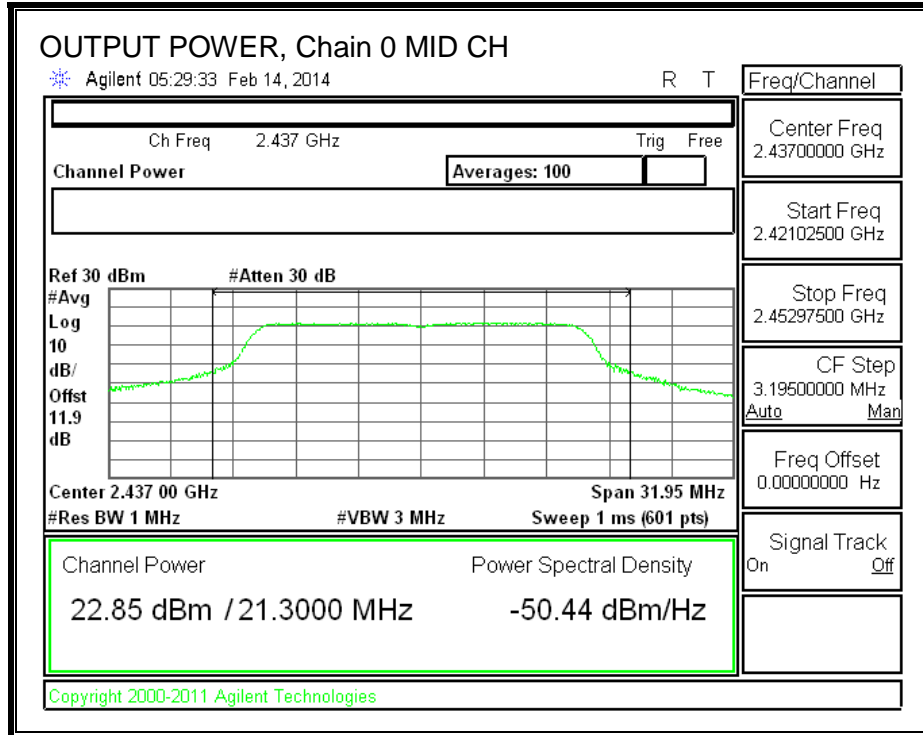 OUTPUT POWER, Chain 0 MID CH
Agilent 05:29:33 Feb 14, 2014 R T
Freq/Channel
Ch Freq 2.437 GHz Trig Free
Channel Power Averages: 100
Center Freq
2.43700000 GHz
Start Freq
2.42102500 GHz
Stop Freq
2.45297500 GHz
CF Step
3.19500000 MHz
Auto Man
Freq Offset
0.00000000 Hz
Signal Track
On Off
Ref 30 dBm #Atten 30 dB
#Avg
Log
10
dB/
Offst
11.9
dB
Center 2.437 00 GHz Span 31.95 MHz
#Res BW 1 MHz #VBW 3 MHz Sweep 1 ms (601 pts)
Channel Power Power Spectral Density
22.85 dBm / 21.3000 MHz -50.44 dBm/Hz
Copyright 2000-2011 Agilent Technologies